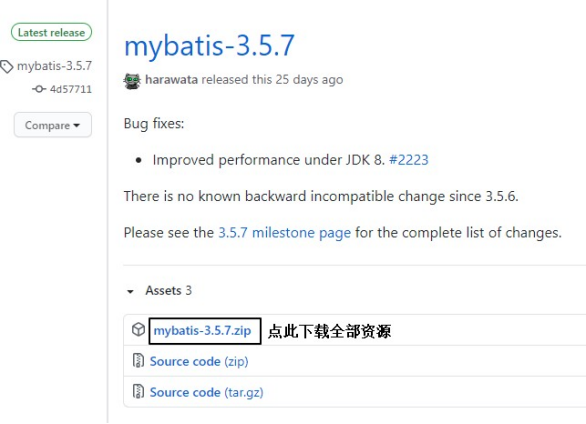 Latest release
mybatis-3.5.7
4d57711
Compare
mybatis-3.5.7
harawata released this 25 days ago
Bug fixes:
Improved performance under JDK 8. #2223
There is no known backward incompatible change since 3.5.6.
Please see the 3.5.7 milestone page for the complete list of changes.
Assets 3
mybatis-3.5.7.zip 点此下载全部资源
Source code (zip)
Source code (tar.gz)